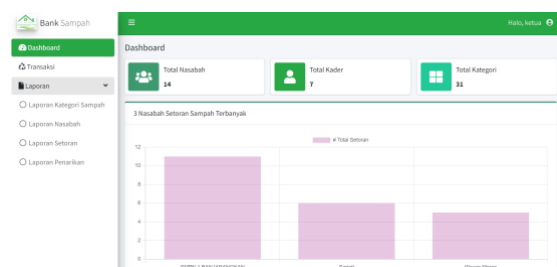 Bank Sampah
Halo, ketua
Dashboard
Transaksi
Laporan
Laporan Kategori Sampah
Laporan Nasabah
Laporan Setoran
Laporan Penarikan
Dashboard
Total Nasabah
14
Total Kader
7
Total Kategori
31
3 Nasabah Setoran Sampah Terbanyak
# Total Setoran
12
10
8
6
4
2
0